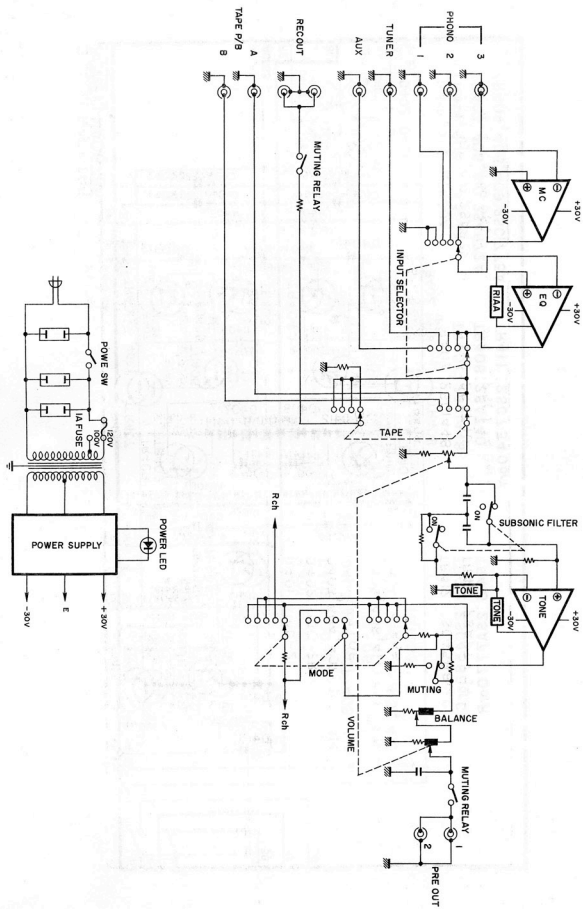 PHONO
3
2
1
TUNER
AUX
RECOUT
TAPE P/B
A
B
MC
+30V
-30V
EQ
+30V
-30V
RIAA
INPUT SELECTOR
MUTING RELAY
TAPE
SUBSONIC FILTER
ON
ON
TONE
+30V
-30V
TONE
TONE
MODE
MUTING
VOLUME
BALANCE
MUTING RELAY
1
2
PRE OUT
Rch
Rch
POWE SW
1A FUSE
120V
100V
POWER SUPPLY
POWER LED
+30V
E
-30V